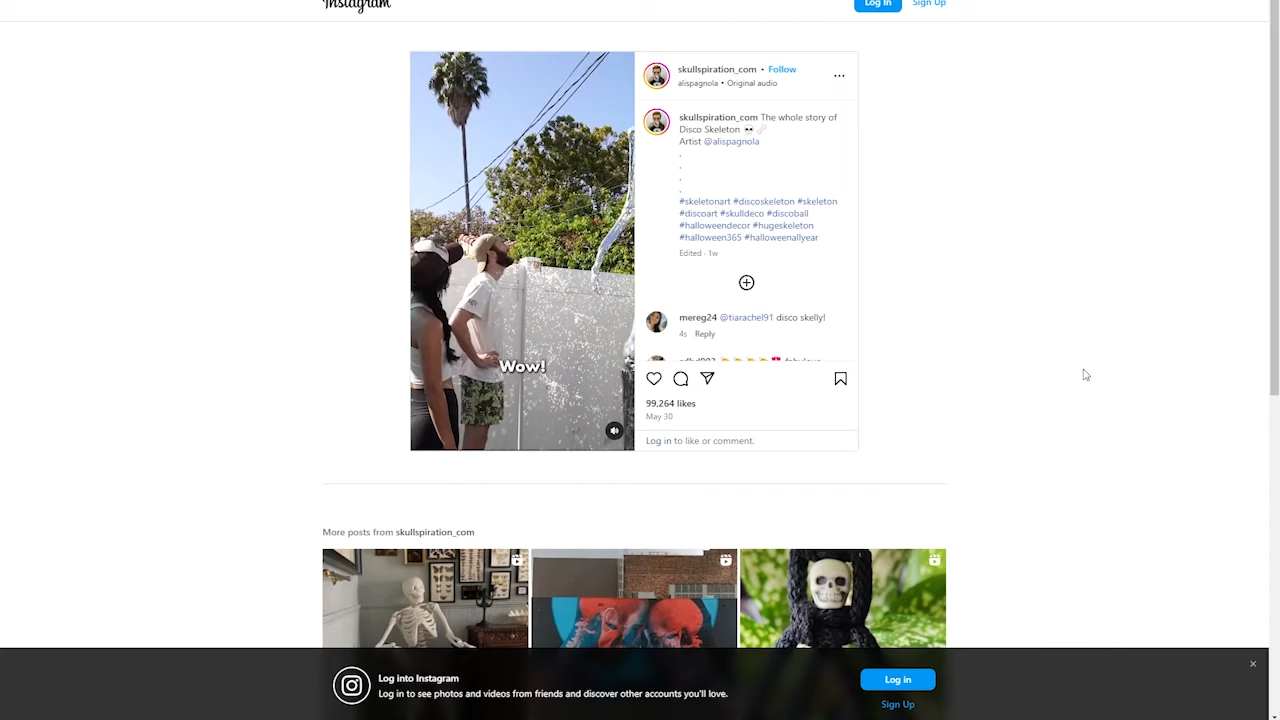 Instagram
Log In
Sign Up
skullspiration_com • Follow
alispagnola • Original audio
skullspiration_com The whole story of
Disco Skeleton 💀 🦴
Artist @alispagnola
.
.
.
.
#skeletonart #discoskeleton #skeleton
#discoart #skulldeco #discoball
#halloweendecor #hugeskeleton
#halloween365 #halloweenallyear
Edited · 1w
mereg24 @tiarachel91 disco skelly!
4s Reply
Wow!
99,264 likes
May 30
Log in to like or comment.
More posts from skullspiration_com
Log into Instagram
Log in to see photos and videos from friends and discover other accounts you'll love.
Log in
Sign Up